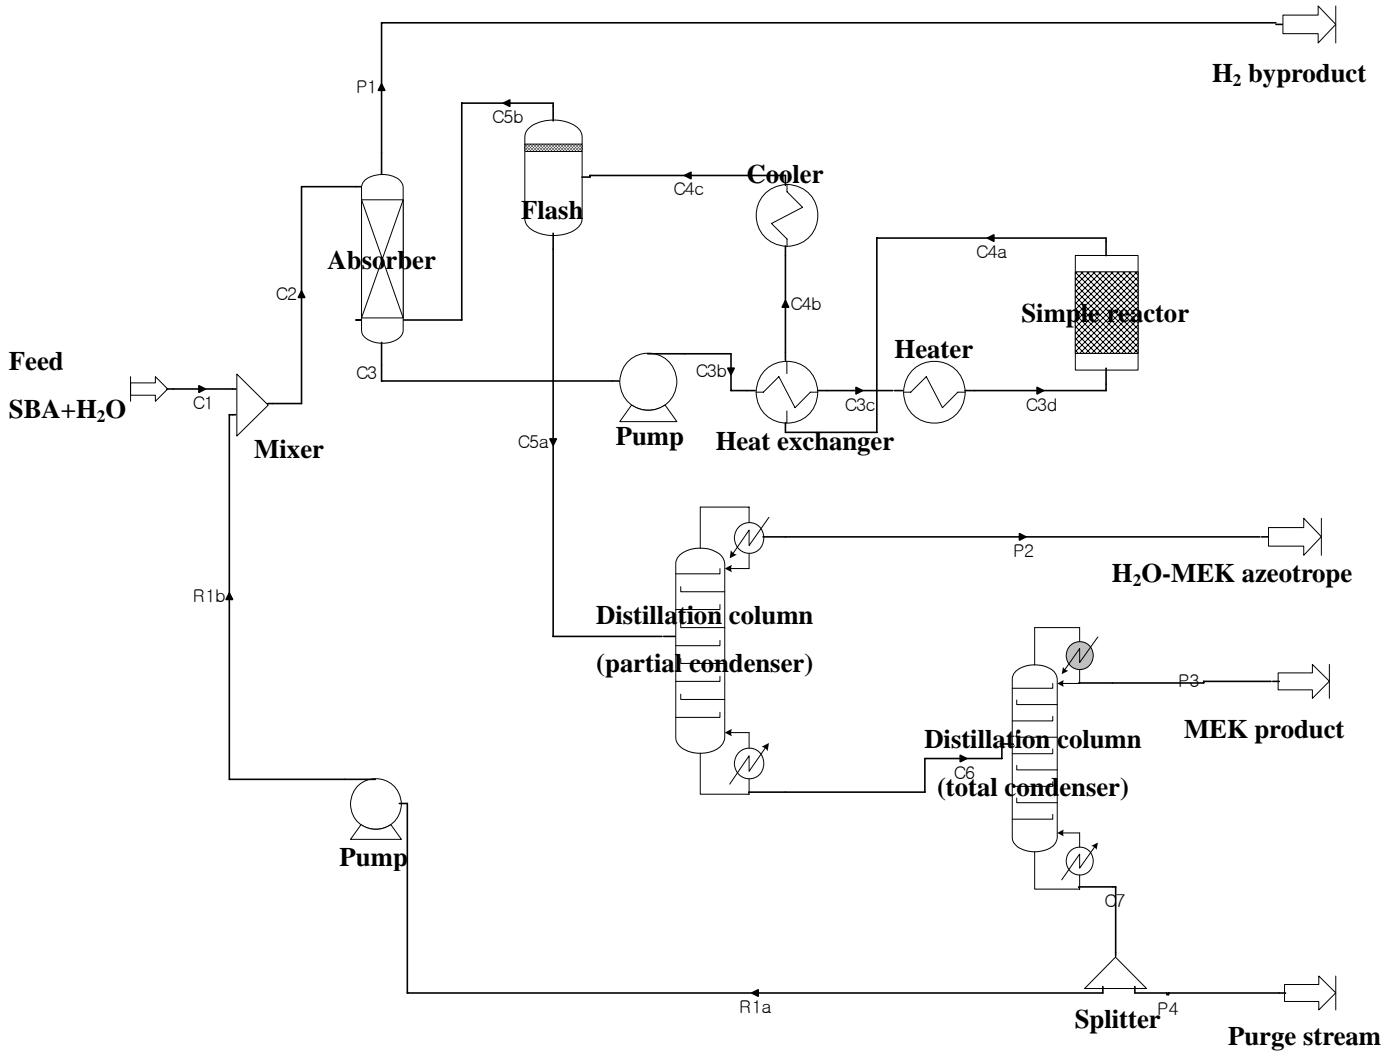 H₂ byproduct
P1
C5b
Cooler
C4c
Flash
C4a
Absorber
C2
C4b
Simple reactor
Heater
Feed
SBA+H₂O
C1
C3
C3b
C3c
C3d
Mixer
Pump
Heat exchanger
C5a
P2
H₂O-MEK azeotrope
R1b
Distillation column
(partial condenser)
P3
MEK product
Distillation column
C6
(total condenser)
Pump
C7
R1a
P4
Splitter
Purge stream